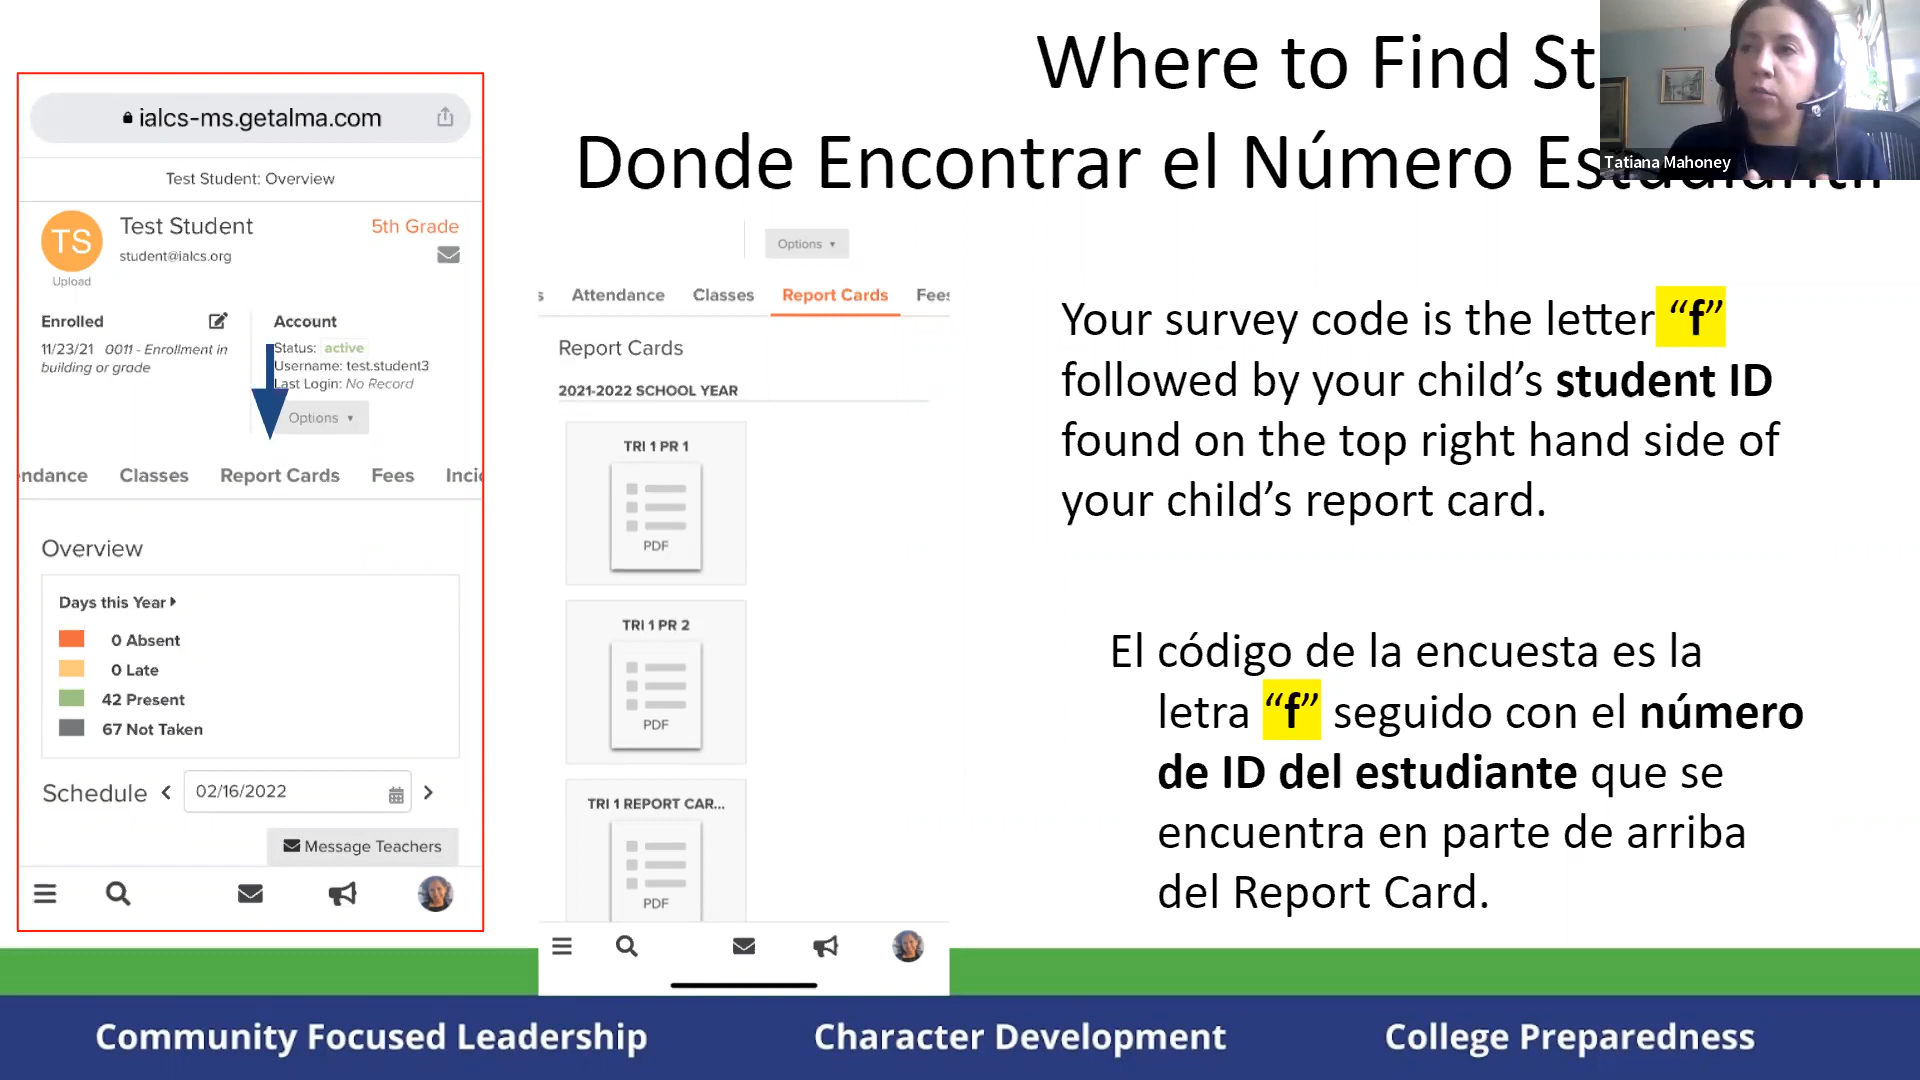 Where to Find St
Donde Encontrar el Número Estudiantil
Tatiana Mahoney
ialcs-ms.getalma.com
Test Student: Overview
TS
Upload
Test Student
5th Grade
student@ialcs.org
Enrolled
11/23/21 0011 - Enrollment in
building or grade
Account
Status: active
Username: test.student3
Last Login: No Record
Options
ndance Classes Report Cards Fees Inci
Overview
Days this Year
0 Absent
0 Late
42 Present
67 Not Taken
Schedule
02/16/2022
Message Teachers
Options
s Attendance Classes Report Cards Fees
Report Cards
2021-2022 SCHOOL YEAR
TRI 1 PR 1
PDF
TRI 1 PR 2
PDF
TRI 1 REPORT CAR...
PDF
Your survey code is the letter “f”
followed by your child’s student ID
found on the top right hand side of
your child’s report card.
El código de la encuesta es la
letra “f” seguido con el número
de ID del estudiante que se
encuentra en parte de arriba
del Report Card.
Community Focused Leadership
Character Development
College Preparedness